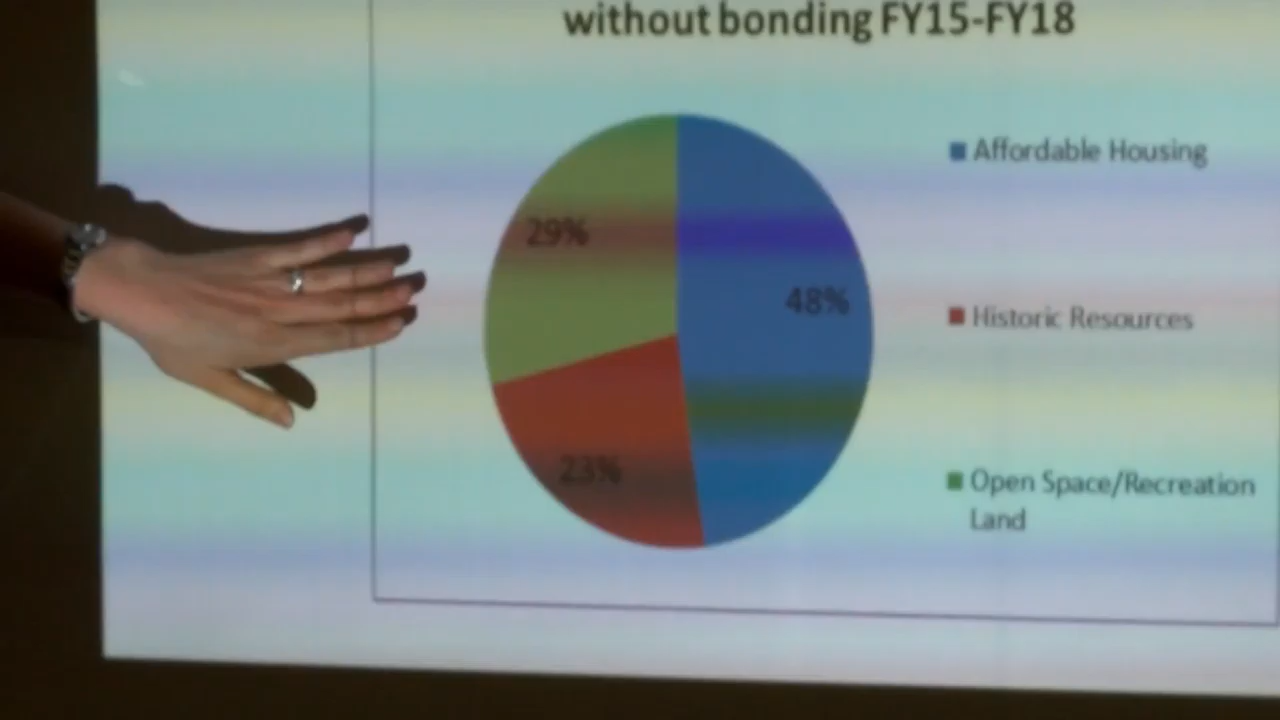 without bonding FY15-FY18
Affordable Housing
29%
48%
Historic Resources
23%
Open Space/Recreation
Land